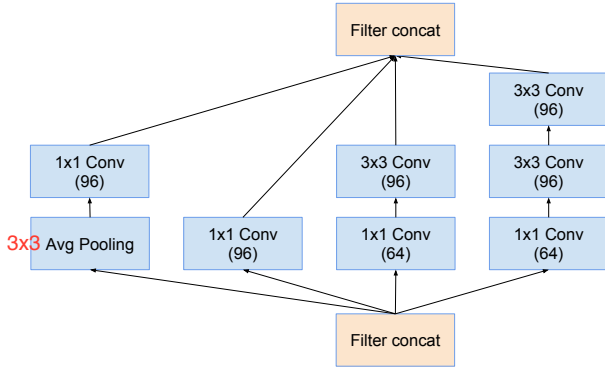 Filter concat
3x3 Conv
(96)
1x1 Conv
(96)
3x3 Conv
(96)
3x3 Conv
(96)
3x3 Avg Pooling
1x1 Conv
(96)
1x1 Conv
(64)
1x1 Conv
(64)
Filter concat